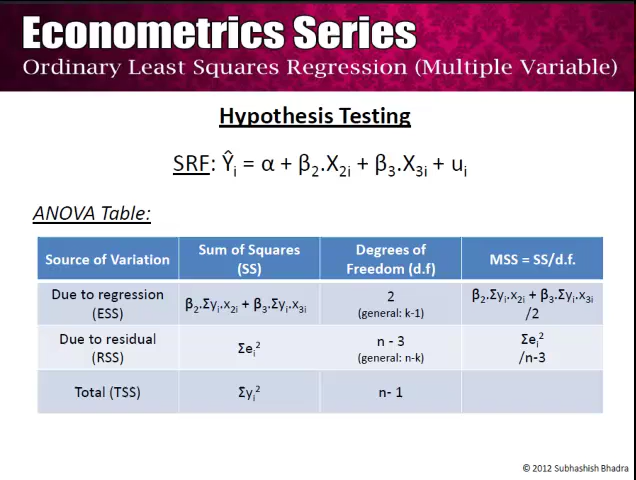 Econometrics Series
Ordinary Least Squares Regression (Multiple Variable)
Hypothesis Testing
SRF: Ŷi = α + β2.X2i + β3.X3i + ui
ANOVA Table:
Source of Variation
Sum of Squares
(SS)
Degrees of
Freedom (d.f)
MSS = SS/d.f.
Due to regression
(ESS)
β2.Σyi.x2i + β3.Σyi.x3i
2
(general: k-1)
β2.Σyi.x2i + β3.Σyi.x3i
/2
Due to residual
(RSS)
Σei²
n - 3
(general: n-k)
Σei²
/n-3
Total (TSS)
Σyi²
n- 1
© 2012 Subhashish Bhadra